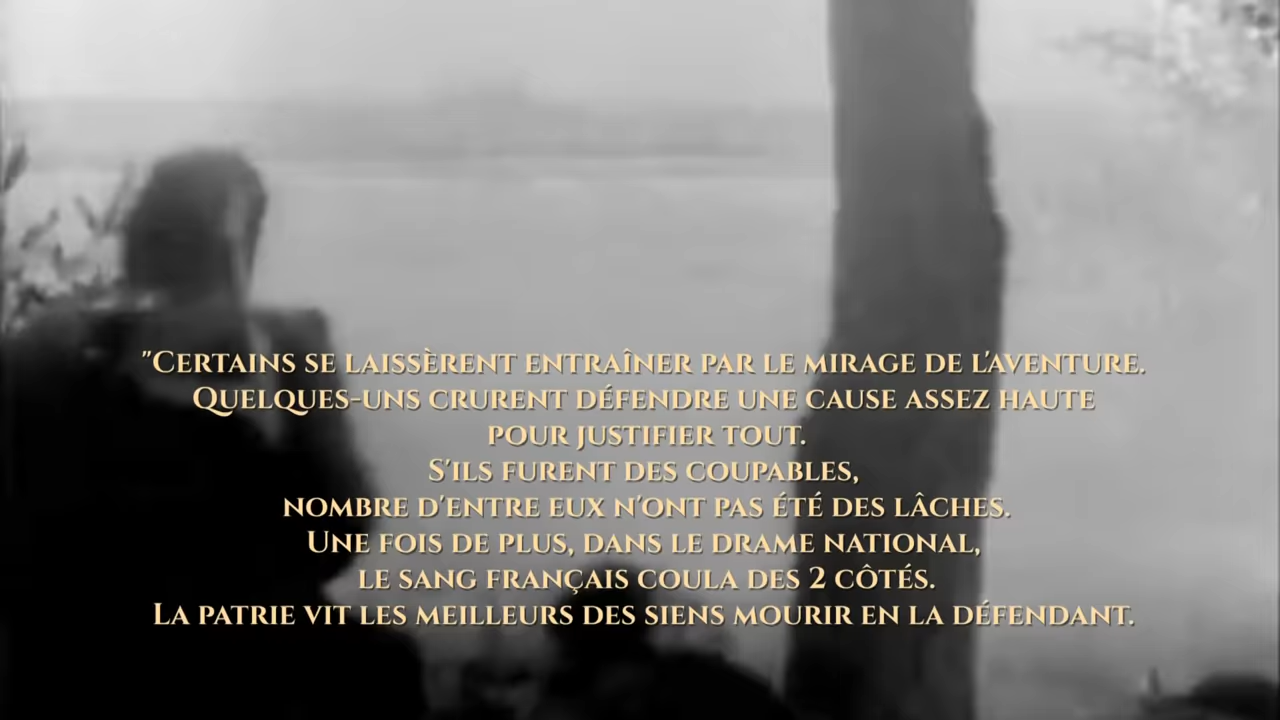 "Certains se laissèrent entraîner par le mirage de l'aventure.
Quelques-uns crurent défendre une cause assez haute
pour justifier tout.
S'ils furent des coupables,
nombre d'entre eux n'ont pas été des lâches.
Une fois de plus, dans le drame national,
le sang français coula des 2 côtés.
La patrie vit les meilleurs des siens mourir en la défendant.